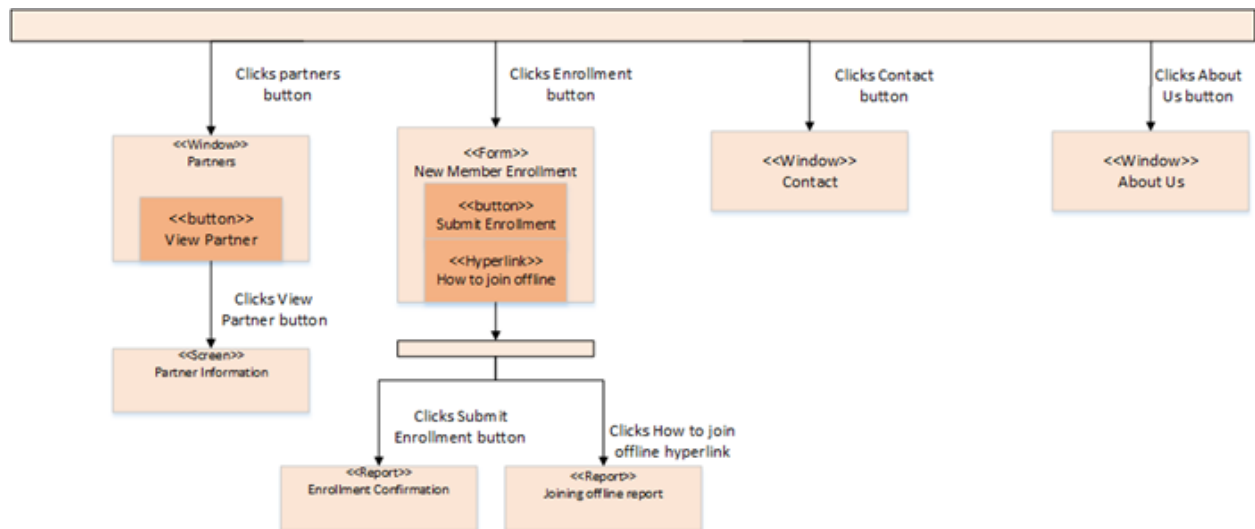 Clicks partners
button
Clicks Enrollment
button
Clicks Contact
button
Clicks About
Us button
<<Window>>
Partners
<<button>>
View Partner
<<Form>>
New Member Enrollment
<<button>>
Submit Enrollment
<<Hyperlink>>
How to join offline
<<Window>>
Contact
<<Window>>
About Us
Clicks View
Partner button
<<Screen>>
Partner Information
Clicks Submit
Enrollment button
Clicks How to join
offline hyperlink
<<Report>>
Enrollment Confirmation
<<Report>>
Joining offline report